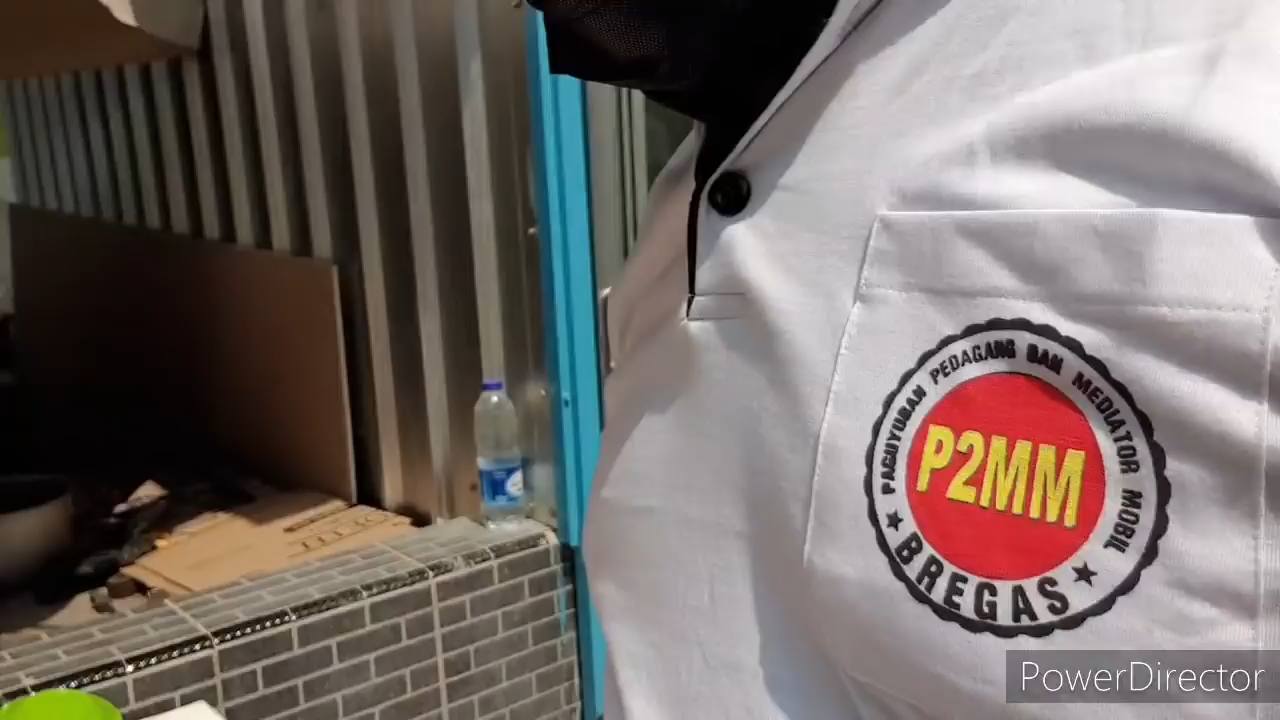 PAGUYUBAN PEDAGANG DAN MEDIATOR MOBIL
P2MM
★ BREGAS ★
PowerDirector